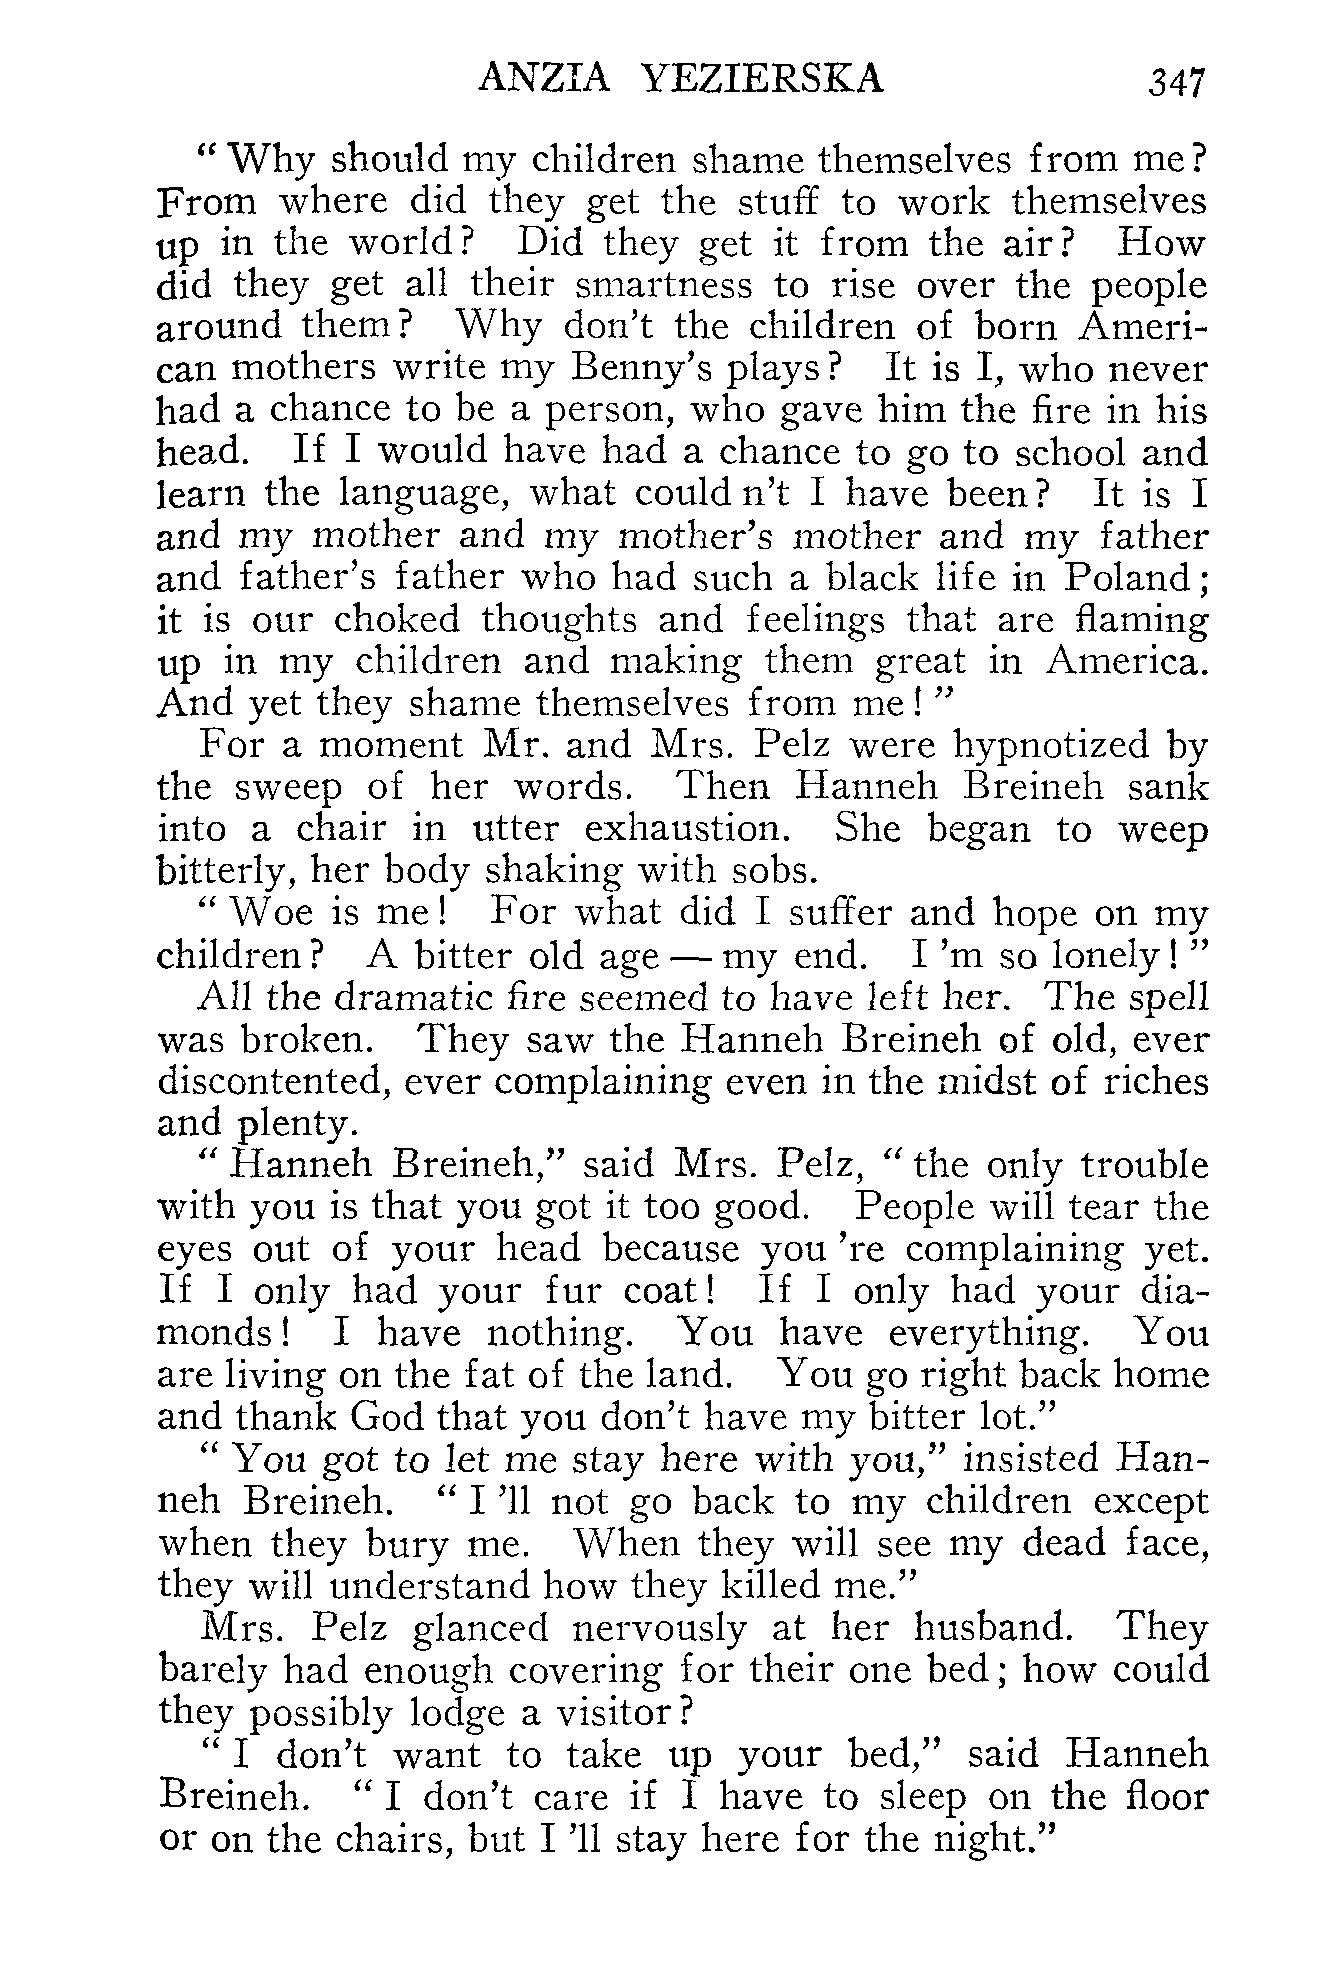 ANZIA YEZIERSKA 347
" Why should my children shame themselves from me?
From where did they get the stuff to work themselves
up in the world? Did they get it from the air? How
did they get all their smartness to rise over the people
around them? Why don't the children of born Ameri-
can mothers write my Benny's plays? It is I, who never
had a chance to be a person, who gave him the fire in his
head. If I would have had a chance to go to school and
learn the language, what could n't I have been? It is I
and my mother and my mother's mother and my father
and father's father who had such a black life in Poland;
it is our choked thoughts and feelings that are flaming
up in my children and making them great in America.
And yet they shame themselves from me! "
For a moment Mr. and Mrs. Pelz were hypnotized by
the sweep of her words. Then Hanneh Breineh sank
into a chair in utter exhaustion. She began to weep
bitterly, her body shaking with sobs.
" Woe is me! For what did I suffer and hope on my
children? A bitter old age — my end. I 'm so lonely! "
All the dramatic fire seemed to have left her. The spell
was broken. They saw the Hanneh Breineh of old, ever
discontented, ever complaining even in the midst of riches
and plenty.
" Hanneh Breineh," said Mrs. Pelz, " the only trouble
with you is that you got it too good. People will tear the
eyes out of your head because you 're complaining yet.
If I only had your fur coat! If I only had your dia-
monds! I have nothing. You have everything. You
are living on the fat of the land. You go right back home
and thank God that you don't have my bitter lot."
" You got to let me stay here with you," insisted Han-
neh Breineh. " I 'll not go back to my children except
when they bury me. When they will see my dead face,
they will understand how they killed me."
Mrs. Pelz glanced nervously at her husband. They
barely had enough covering for their one bed; how could
they possibly lodge a visitor?
" I don't want to take up your bed," said Hanneh
Breineh. " I don't care if I have to sleep on the floor
or on the chairs, but I 'll stay here for the night."